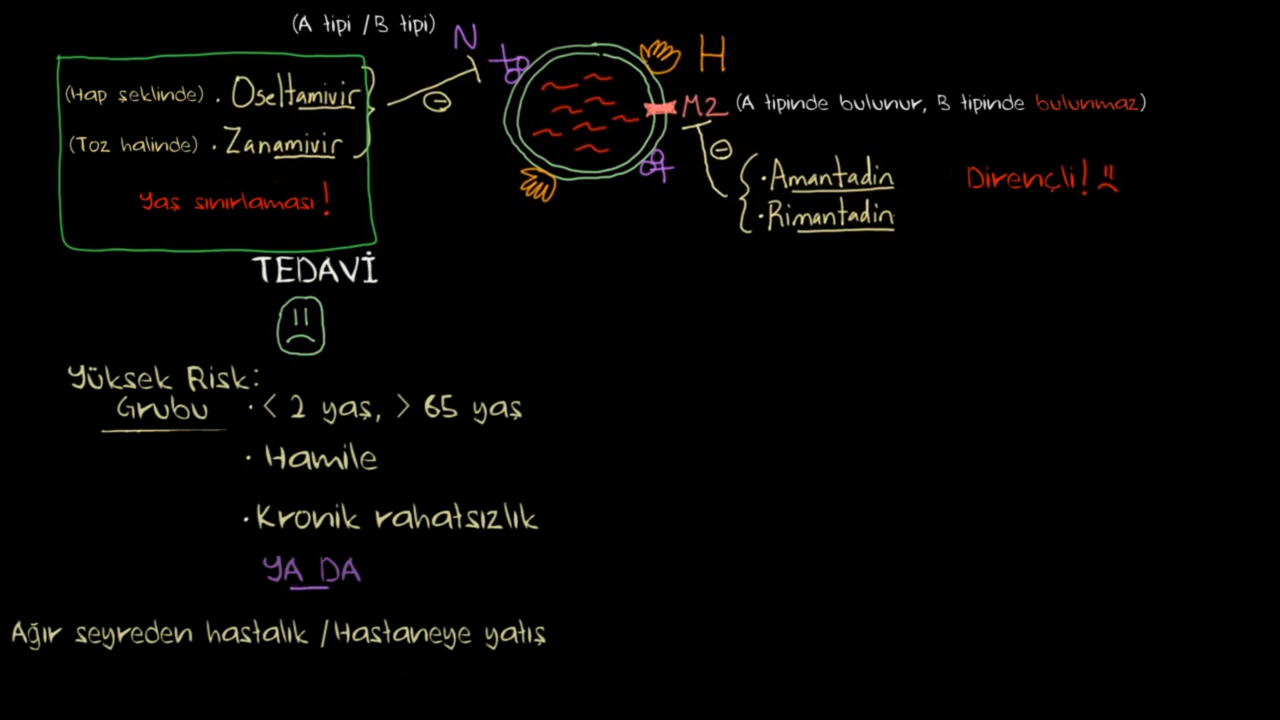 (A tipi / B tipi)
N
H
(Hap şeklinde) . Oseltamivir
(Toz halinde) . Zanamivir
Yaş sınırlaması!
M2 (A tipinde bulunur, B tipinde bulunmaz)
. Amantadin
. Rimantadin
Dirençli!
TEDAVİ
Yüksek Risk:
Grubu . < 2 yaş, > 65 yaş
. Hamile
. Kronik rahatsızlık
YA DA
Ağır seyreden hastalık / Hastaneye yatış